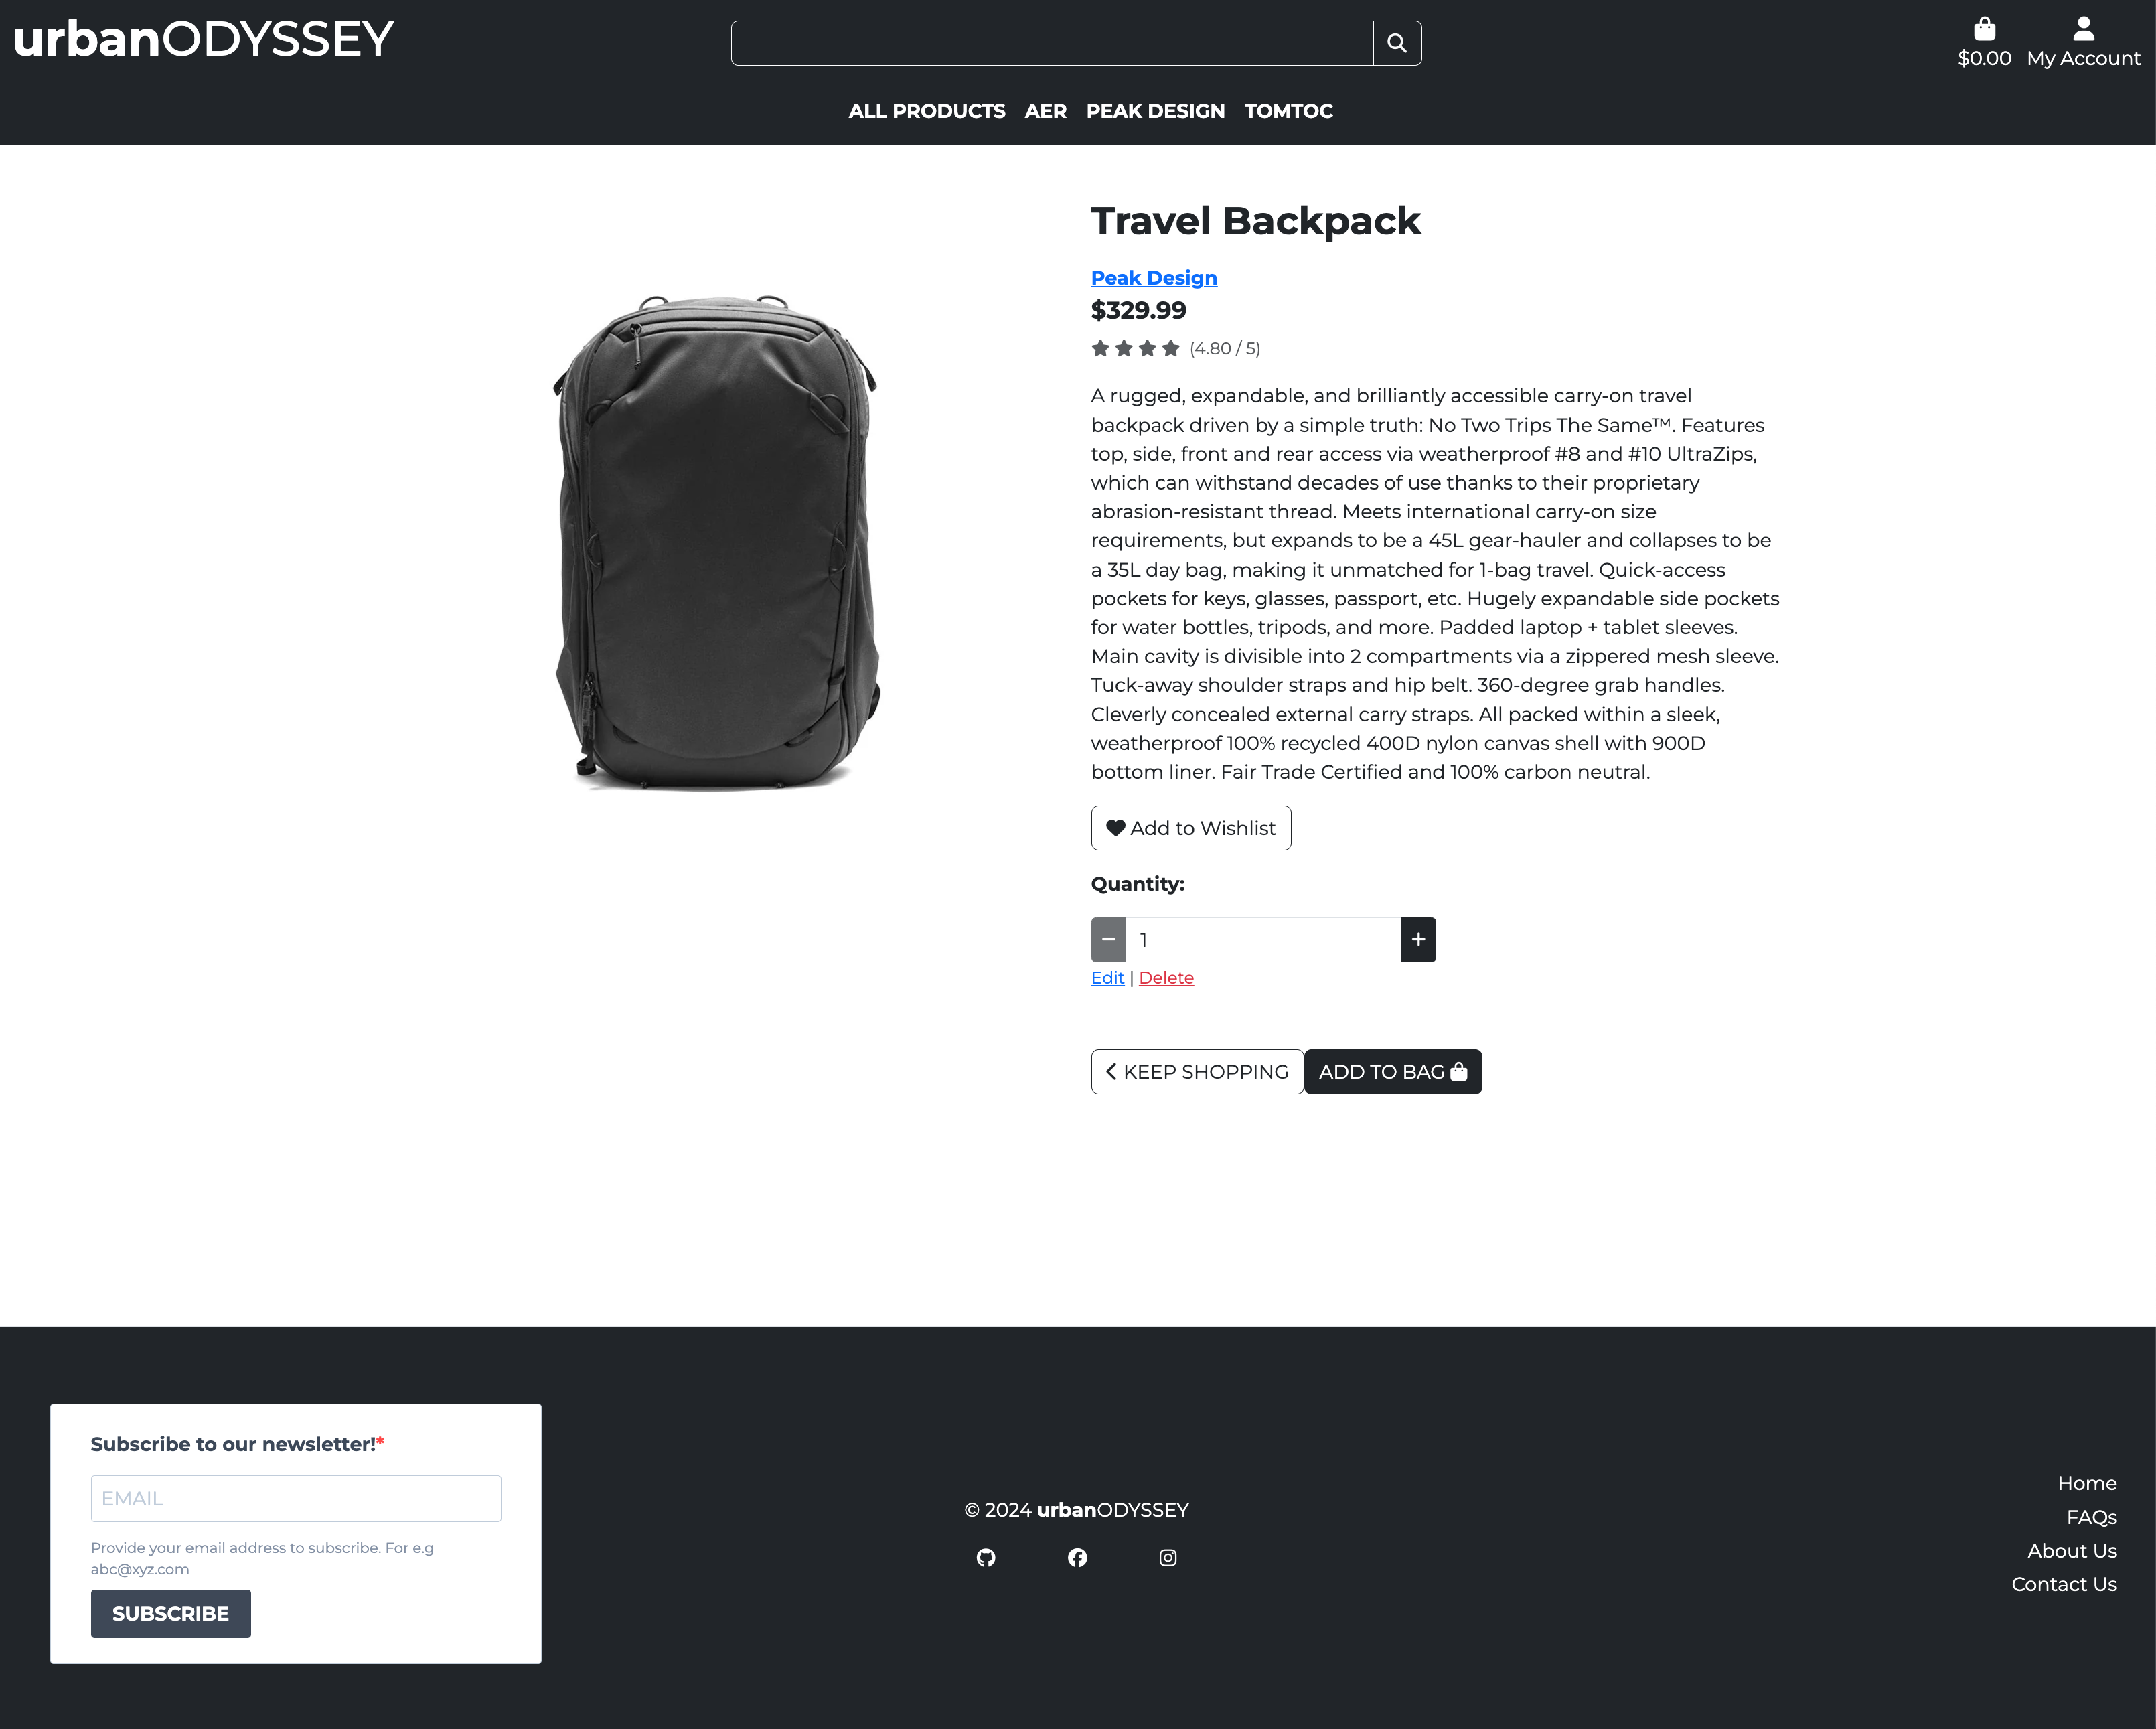 urbanODYSSEY
$0.00
My Account
ALL PRODUCTS AER PEAK DESIGN TOMTOC
Travel Backpack
Peak Design
$329.99
(4.80 / 5)
A rugged, expandable, and brilliantly accessible carry-on travel
backpack driven by a simple truth: No Two Trips The Same™. Features
top, side, front and rear access via weatherproof #8 and #10 UltraZips,
which can withstand decades of use thanks to their proprietary
abrasion-resistant thread. Meets international carry-on size
requirements, but expands to be a 45L gear-hauler and collapses to be
a 35L day bag, making it unmatched for 1-bag travel. Quick-access
pockets for keys, glasses, passport, etc. Hugely expandable side pockets
for water bottles, tripods, and more. Padded laptop + tablet sleeves.
Main cavity is divisible into 2 compartments via a zippered mesh sleeve.
Tuck-away shoulder straps and hip belt. 360-degree grab handles.
Cleverly concealed external carry straps. All packed within a sleek,
weatherproof 100% recycled 400D nylon canvas shell with 900D
bottom liner. Fair Trade Certified and 100% carbon neutral.
Add to Wishlist
Quantity:
1
Edit | Delete
KEEP SHOPPING
ADD TO BAG
Subscribe to our newsletter!*
EMAIL
Provide your email address to subscribe. For e.g
abc@xyz.com
SUBSCRIBE
© 2024 urbanODYSSEY
Home
FAQs
About Us
Contact Us